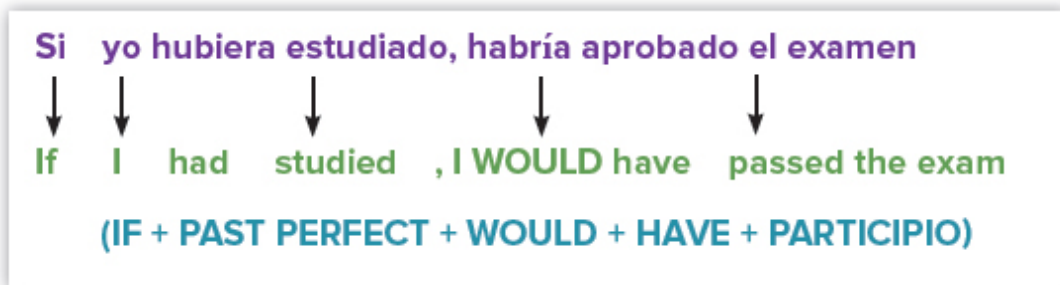 Si yo hubiera estudiado, habría aprobado el examen
If I had studied , I WOULD have passed the exam
(IF + PAST PERFECT + WOULD + HAVE + PARTICIPIO)